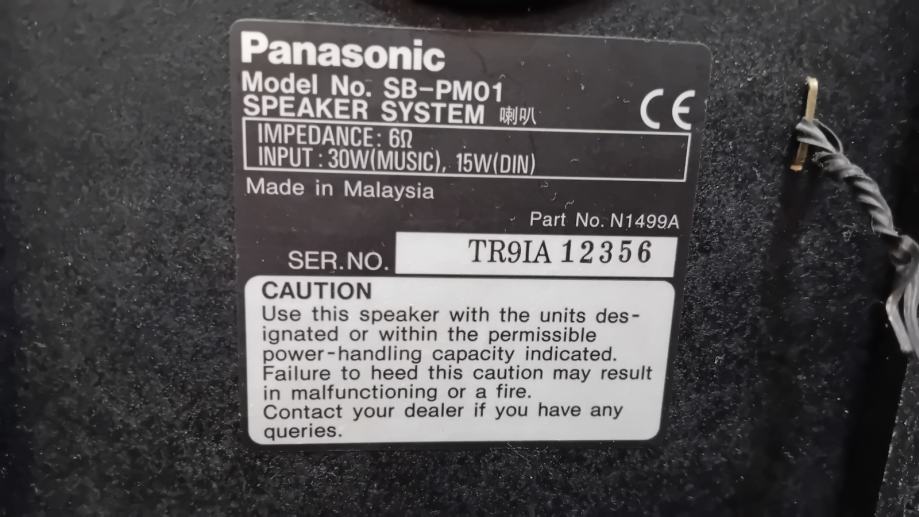 Panasonic
Model No. SB-PM01
SPEAKER SYSTEM 喇叭
CE
IMPEDANCE: 6Ω
INPUT : 30W(MUSIC), 15W(DIN)
Made in Malaysia
Part No. N1499A
SER.NO. TR9IA 12356
CAUTION
Use this speaker with the units des-
ignated or within the permissible
power-handling capacity indicated.
Failure to heed this caution may result
in malfunctioning or a fire.
Contact your dealer if you have any
queries.